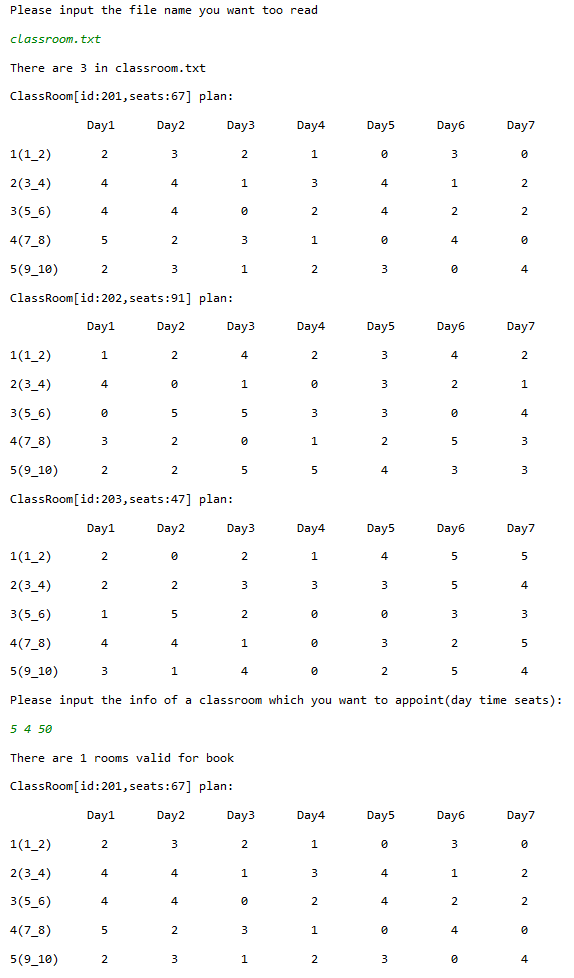 Please input the file name you want too read
classroom.txt
There are 3 in classroom.txt
ClassRoom[id:201,seats:67] plan:
Day1 Day2 Day3 Day4 Day5 Day6 Day7
1(1_2) 2 3 2 1 0 3 0
2(3_4) 4 4 1 3 4 1 2
3(5_6) 4 4 0 2 4 2 2
4(7_8) 5 2 3 1 0 4 0
5(9_10) 2 3 1 2 3 0 4
ClassRoom[id:202,seats:91] plan:
Day1 Day2 Day3 Day4 Day5 Day6 Day7
1(1_2) 1 2 4 2 3 4 2
2(3_4) 4 0 1 0 3 2 1
3(5_6) 0 5 5 3 3 0 4
4(7_8) 3 2 0 1 2 5 3
5(9_10) 2 2 5 5 4 3 3
ClassRoom[id:203,seats:47] plan:
Day1 Day2 Day3 Day4 Day5 Day6 Day7
1(1_2) 2 0 2 1 4 5 5
2(3_4) 2 2 3 3 3 5 4
3(5_6) 1 5 2 0 0 3 3
4(7_8) 4 4 1 0 3 2 5
5(9_10) 3 1 4 0 2 5 4
Please input the info of a classroom which you want to appoint(day time seats):
5 4 50
There are 1 rooms valid for book
ClassRoom[id:201,seats:67] plan:
Day1 Day2 Day3 Day4 Day5 Day6 Day7
1(1_2) 2 3 2 1 0 3 0
2(3_4) 4 4 1 3 4 1 2
3(5_6) 4 4 0 2 4 2 2
4(7_8) 5 2 3 1 0 4 0
5(9_10) 2 3 1 2 3 0 4